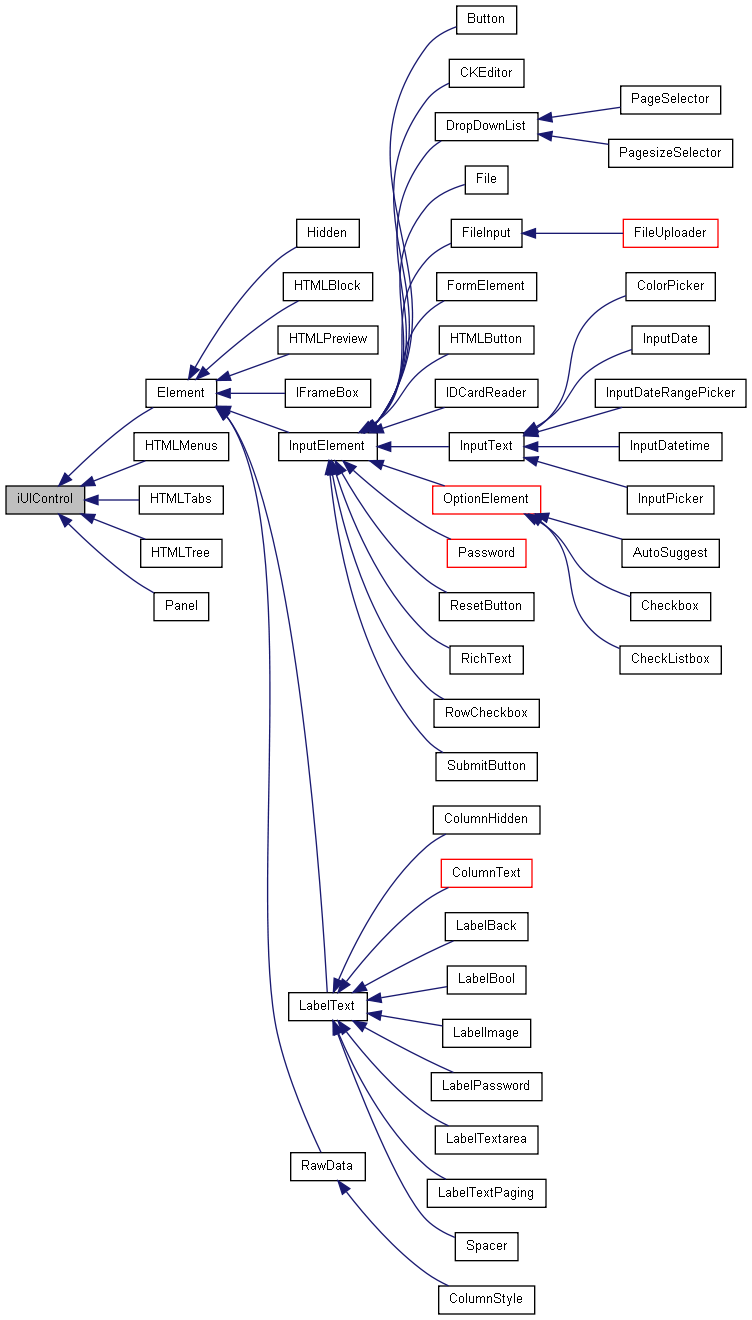 Button
CKEditor
PageSelector
DropDownList
PagesizeSelector
File
Hidden
FileInput
FileUploader
HTMLBlock
FormElement
ColorPicker
HTMLPreview
HTMLButton
InputDate
Element
IFrameBox
IDCardReader
InputDateRangePicker
HTMLMenus
InputElement
InputText
InputDatetime
iUIControl
HTMLTabs
OptionElement
InputPicker
HTMLTree
Password
AutoSuggest
Panel
ResetButton
Checkbox
RichText
CheckListbox
RowCheckbox
SubmitButton
ColumnHidden
ColumnText
LabelBack
LabelBool
LabelText
LabelImage
LabelPassword
LabelTextarea
RawData
LabelTextPaging
Spacer
ColumnStyle